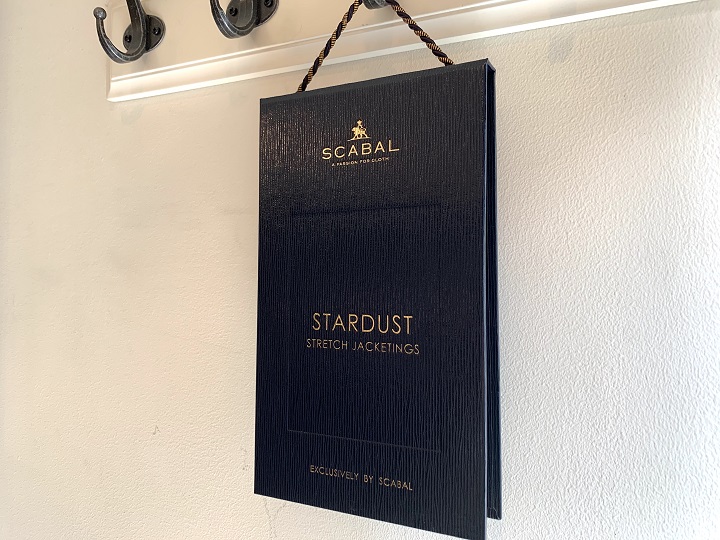 SCABAL
A PASSION FOR CLOTH
STARDUST
STRETCH JACKETINGS
EXCLUSIVELY BY SCABAL